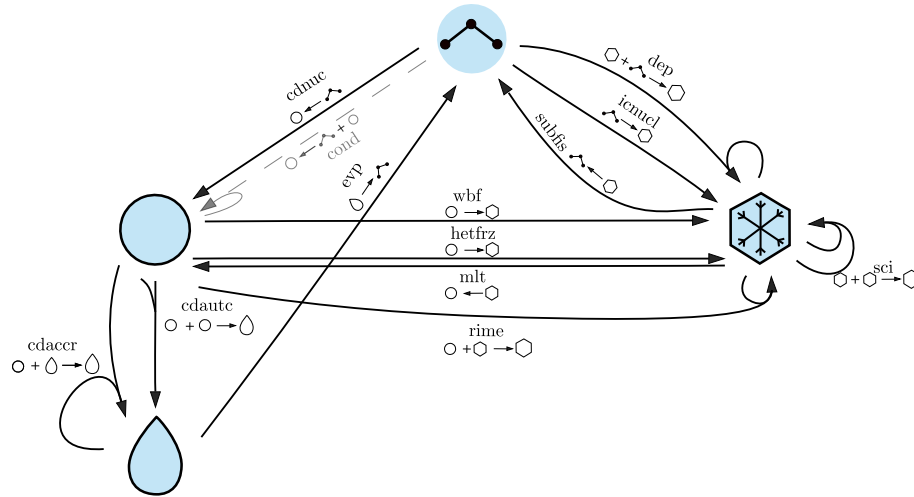 dep
cdnuc
icnucl
+
+
cond
subfis
evp
wbf
hetfrz
mlt
+ sci
cdautc
+
rime
+
cdaccr
+